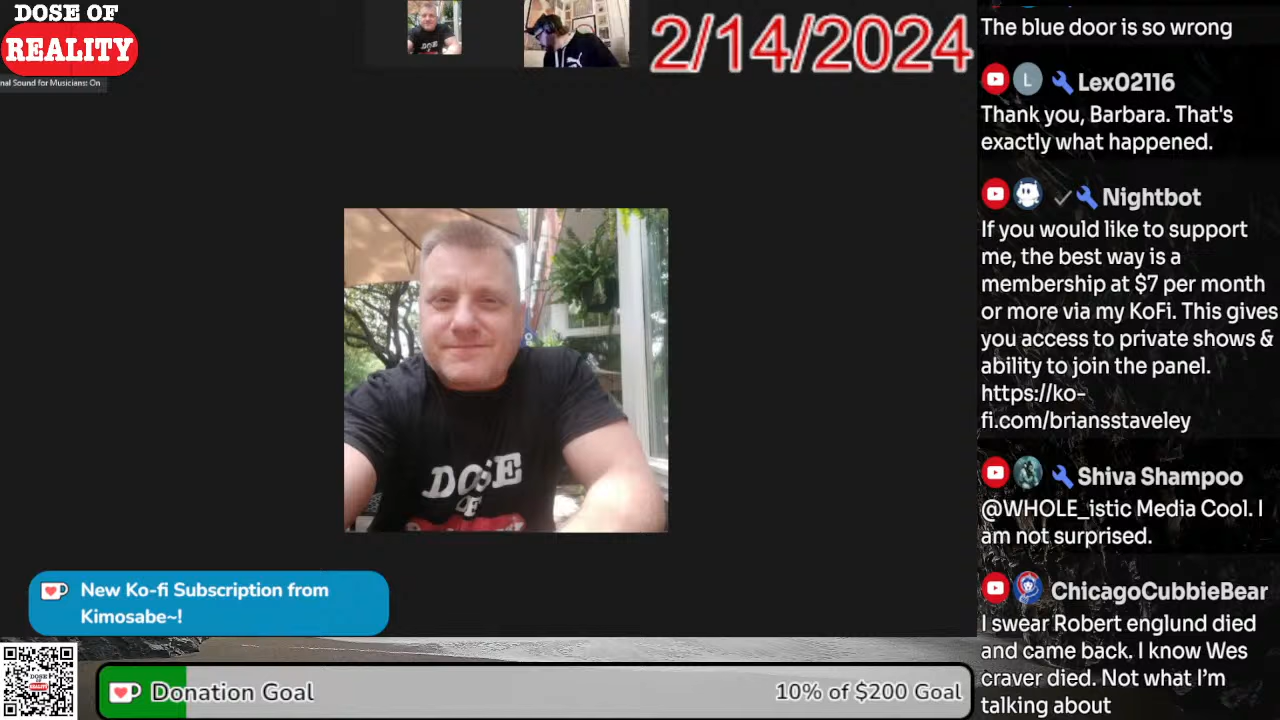 DOSE OF
REALITY
nal Sound for Musicians: On
2/14/2024
DOSE
OF
New Ko-fi Subscription from
Kimosabe~!
Donation Goal
10% of $200 Goal
The blue door is so wrong
L
Lex02116
Thank you, Barbara. That's
exactly what happened.
Nightbot
If you would like to support
me, the best way is a
membership at $7 per month
or more via my KoFi. This gives
you access to private shows &
ability to join the panel.
https://ko-
fi.com/briansstaveley
Shiva Shampoo
@WHOLE_istic Media Cool. I
am not surprised.
ChicagoCubbieBear
I swear Robert englund died
and came back. I know Wes
craver died. Not what I'm
talking about